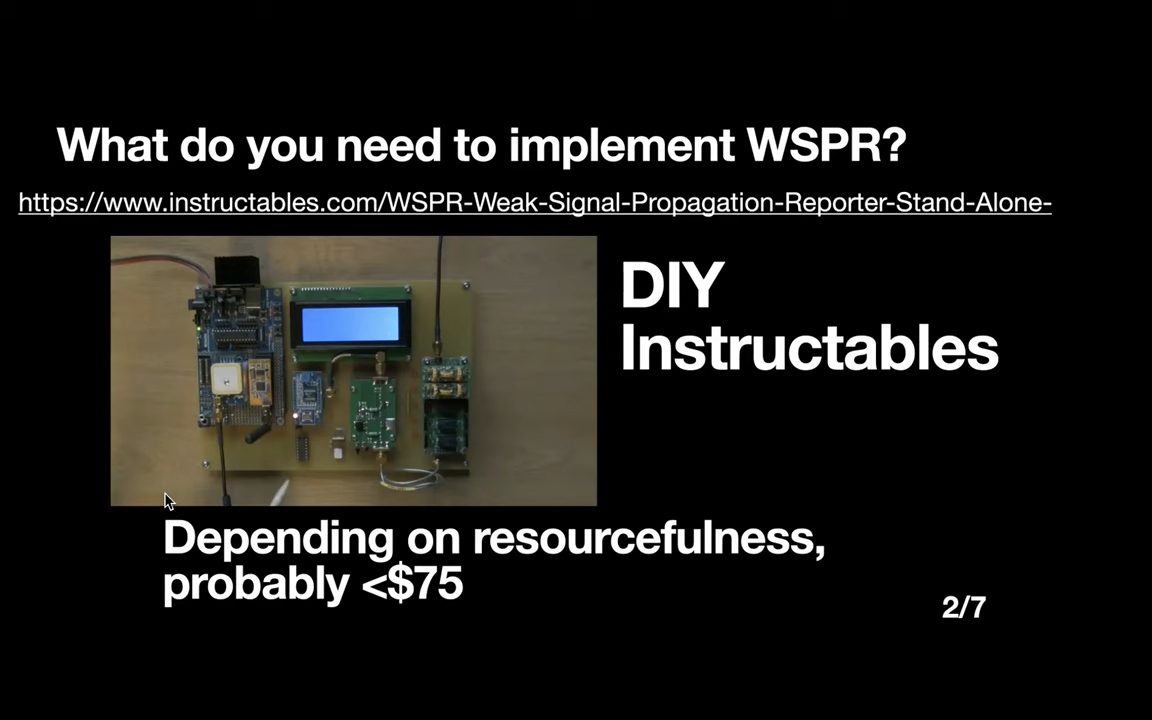 What do you need to implement WSPR?
https://www.instructables.com/WSPR-Weak-Signal-Propagation-Reporter-Stand-Alone-
DIY
Instructables
Depending on resourcefulness,
probably <$75
2/7